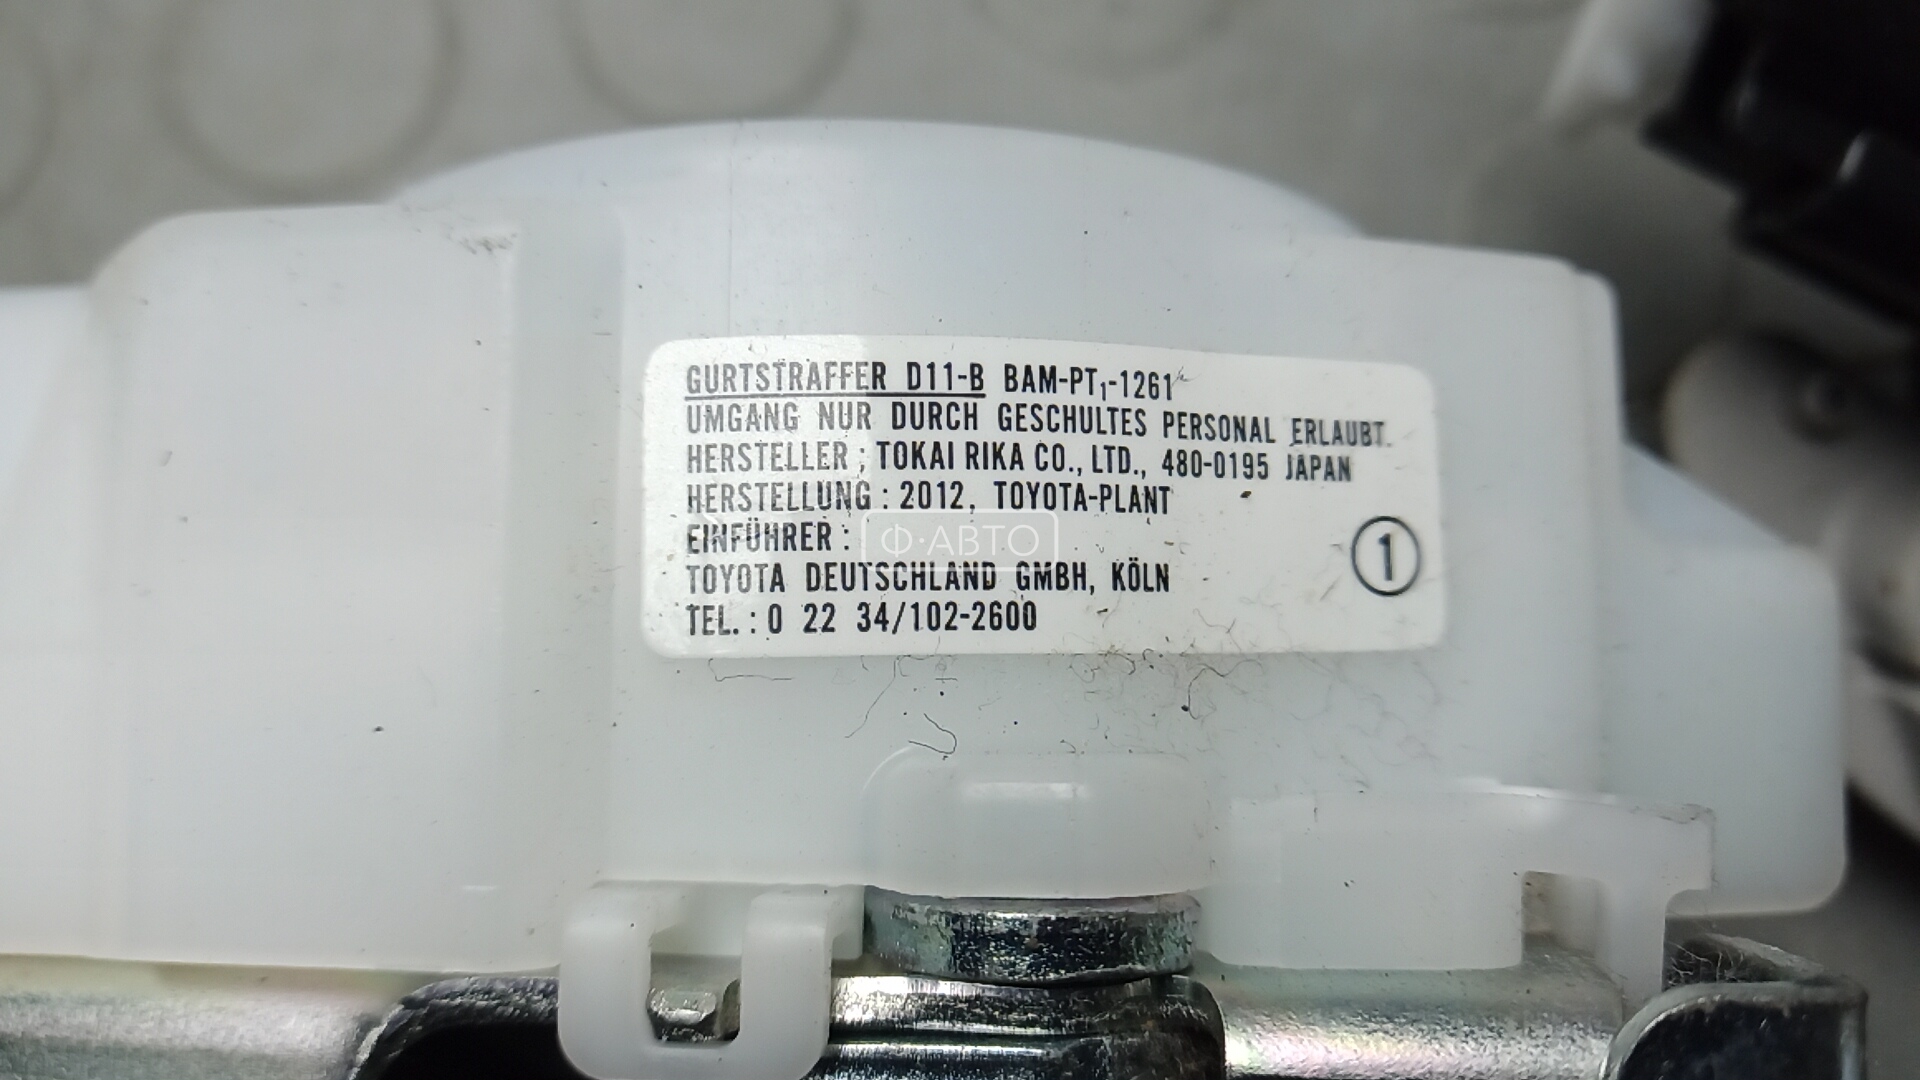 GURTSTRAFFER D11-B BAM-PT₁-1261
UMGANG NUR DURCH GESCHULTES PERSONAL ERLAUBT.
HERSTELLER ; TOKAI RIKA CO., LTD., 480-0195 JAPAN
HERSTELLUNG : 2012, TOYOTA-PLANT
EINFÜHRER :
Ф·АВТО
TOYOTA DEUTSCHLAND GMBH, KÖLN
TEL. : 0 22 34/102-2600
1